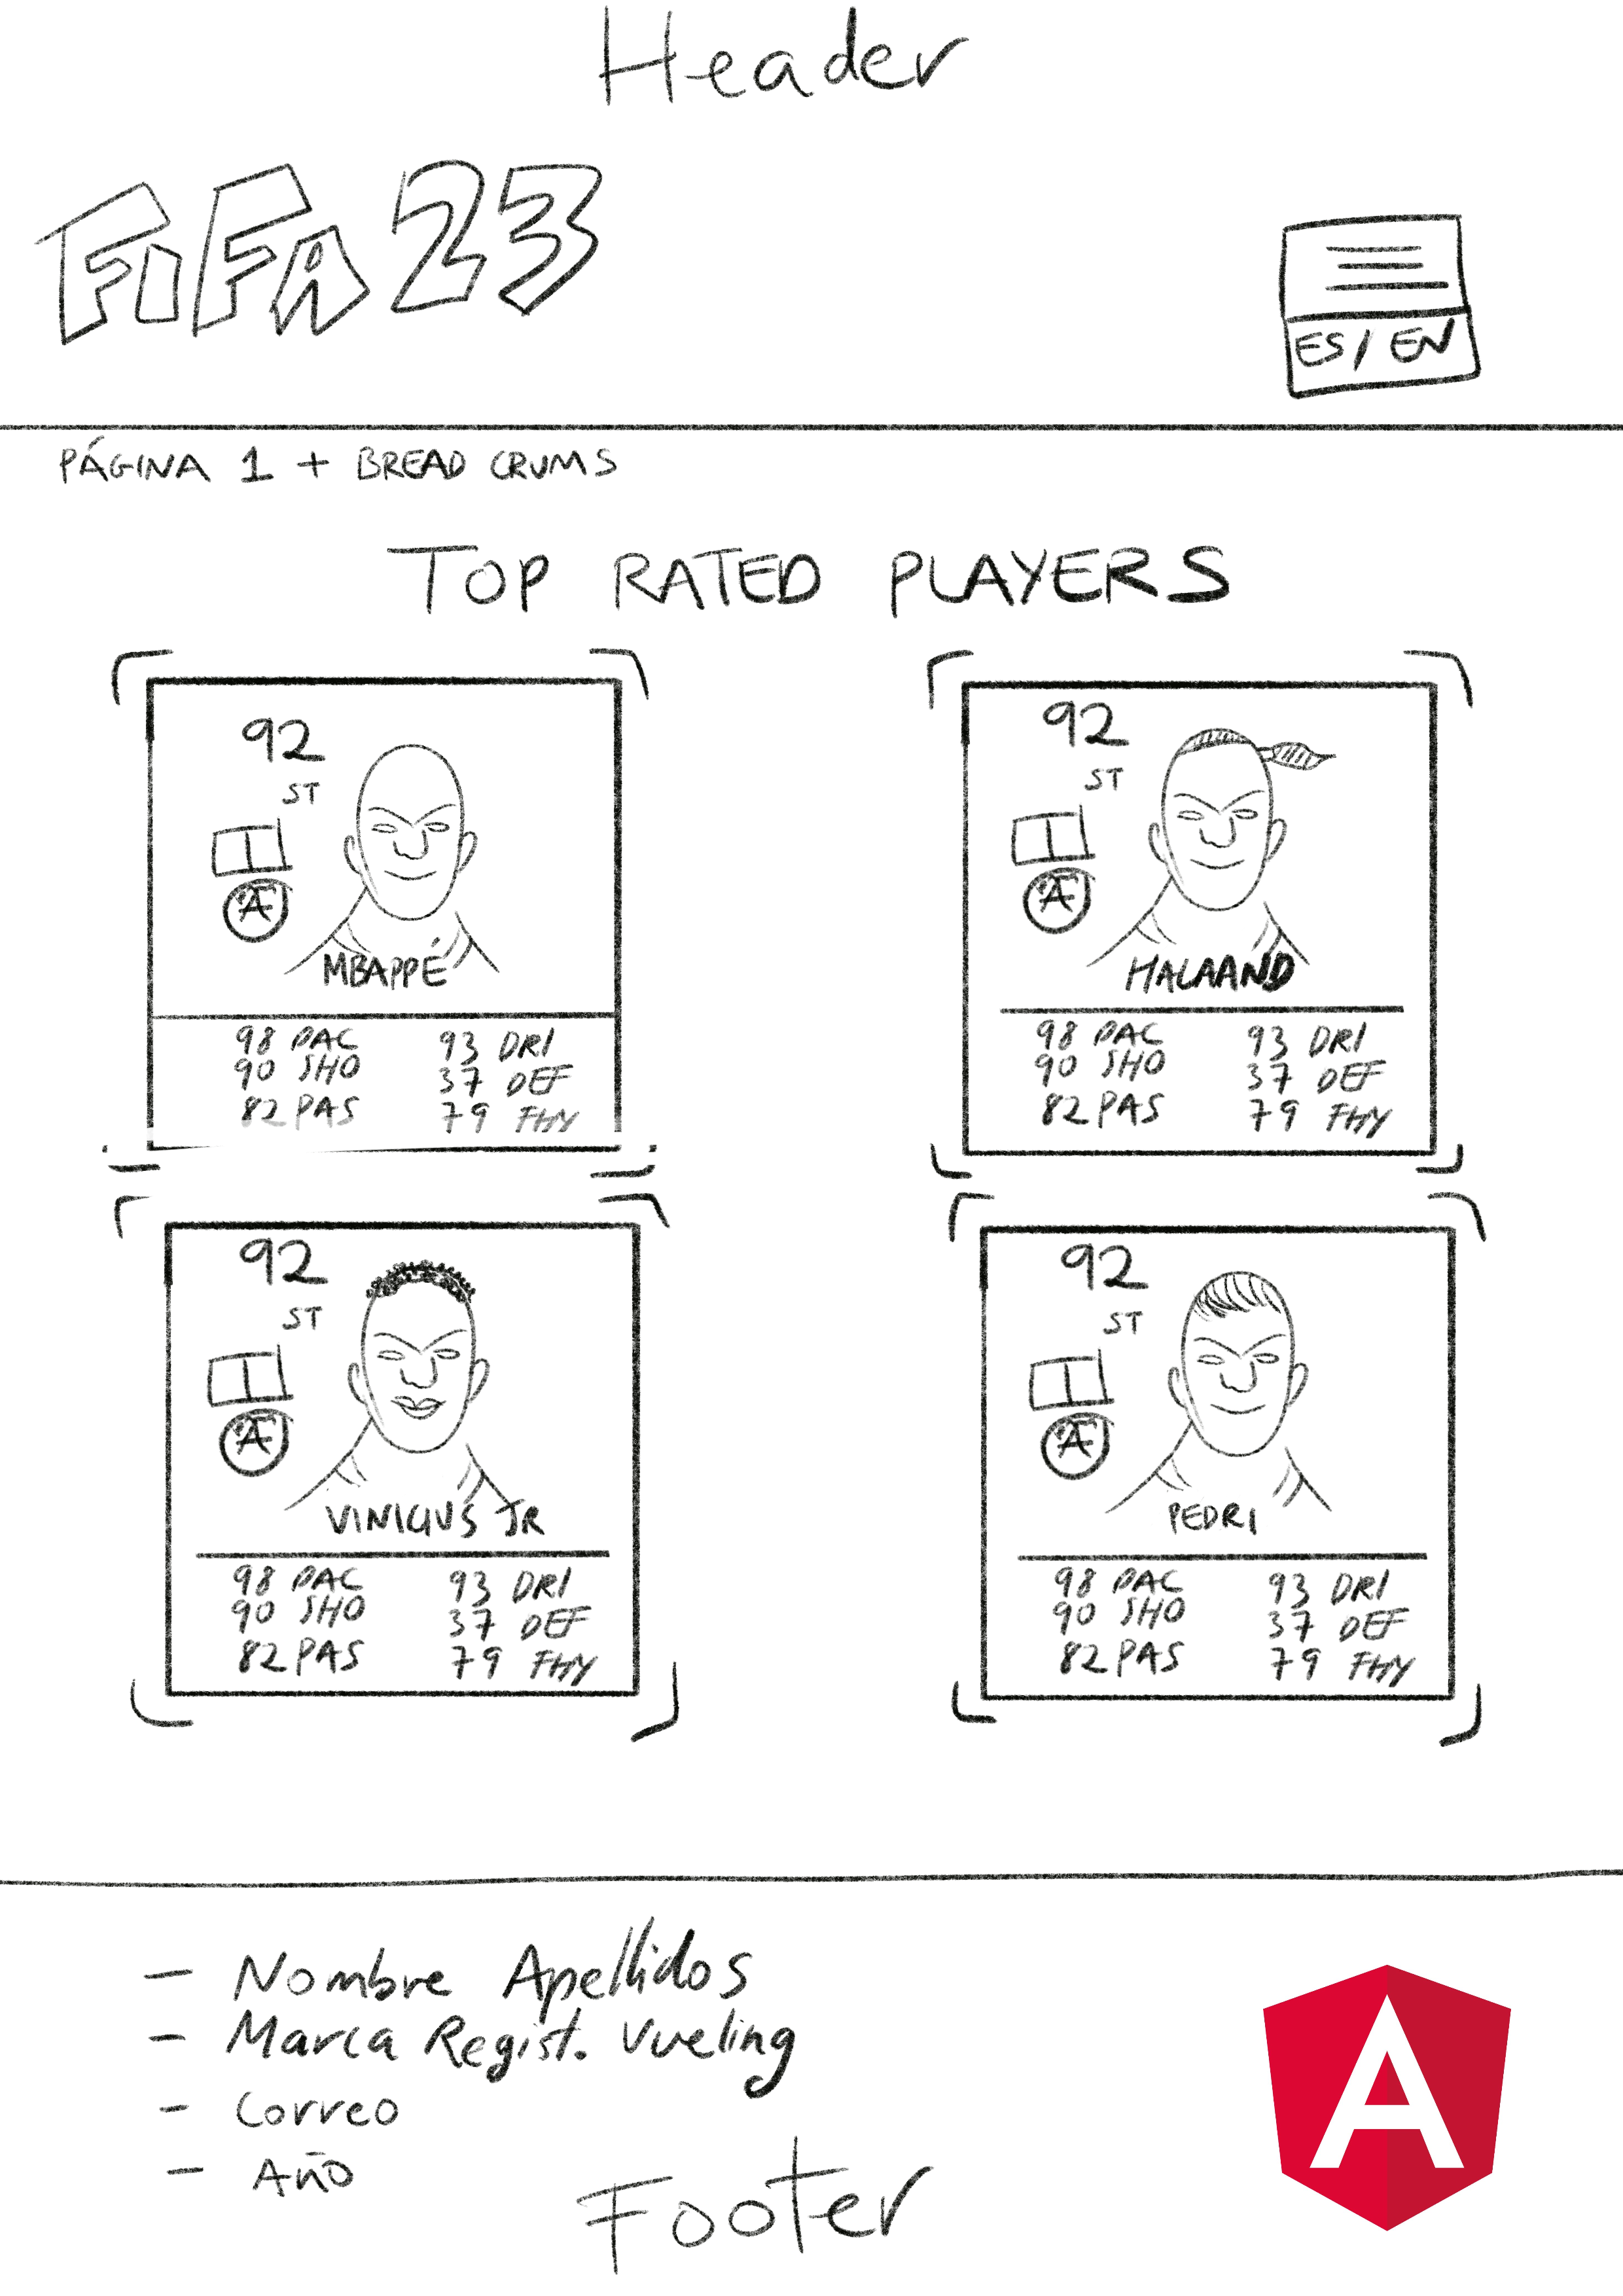 Header
FIFA 23
ES / EN
PÁGINA 1 + BREAD CRUMS
TOP RATED PLAYERS
92
ST
MBAPPÉ
98 PAC 93 DRI
90 SHO 37 DEF
82 PAS 79 FHY
92
ST
HALAAND
98 PAC 93 DRI
90 SHO 37 DEF
82 PAS 79 FHY
92
ST
VINICIUS JR
98 PAC 93 DRI
90 SHO 37 DEF
82 PAS 79 FHY
92
ST
PEDRI
98 PAC 93 DRI
90 SHO 37 DEF
82 PAS 79 FHY
- Nombre Apellidos
- Marca Regist. Vueling
- Correo
- Año
Footer
A